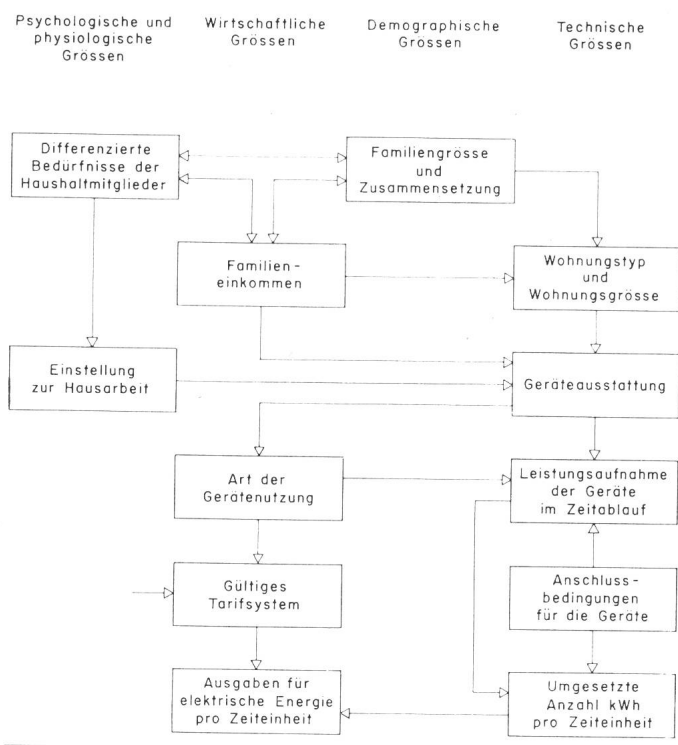 Psychologische und
physiologische
Grössen
Wirtschaftliche
Grössen
Demographische
Grössen
Technische
Grössen
Differenzierte
Bedürfnisse der
Haushaltmitglieder
Familiengrösse
und
Zusammensetzung
Familien-
einkommen
Wohnungstyp
und
Wohnungsgrösse
Einstellung
zur Hausarbeit
Geräteausstattung
Art der
Gerätenutzung
Leistungsaufnahme
der Geräte
im Zeitablauf
Gültiges
Tarifsystem
Anschluss-
bedingungen
für die Geräte
Ausgaben für
elektrische Energie
pro Zeiteinheit
Umgesetzte
Anzahl kWh
pro Zeiteinheit